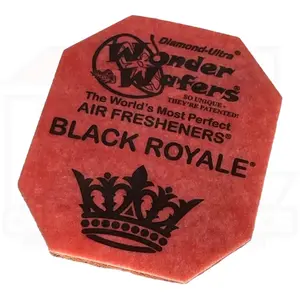 Diamond-Ultra®
Wonder
Wafers®
SO UNIQUE -
THEY'RE PATENTED!
The World's Most Perfect
AIR FRESHENERS®
BLACK ROYALE®